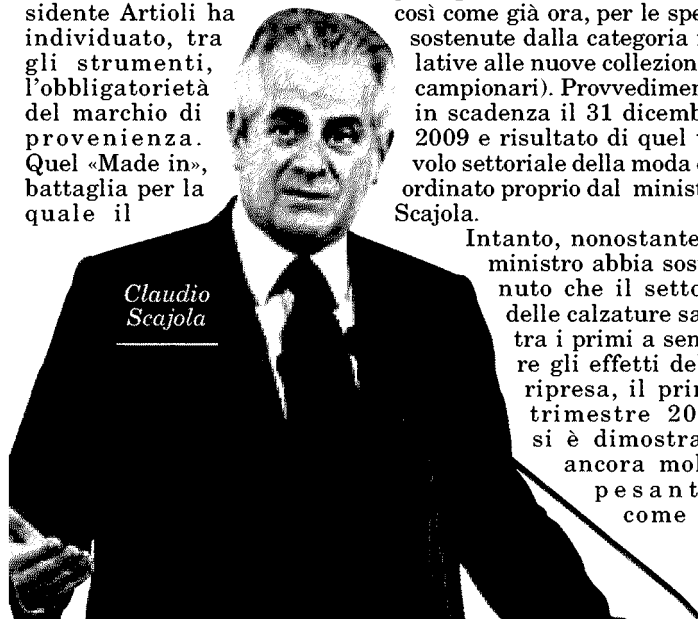 sidente Artioli ha
individuato, tra
gli strumenti,
l'obbligatorietà
del marchio di
provenienza.
Quel «Made in»,
battaglia per la
quale il
Claudio
Scajola
così come già ora, per le spe
sostenute dalla categoria
lative alle nuove collezion
campionari). Provvedimen
in scadenza il 31 dicemb
2009 e risultato di quel
volo settoriale della moda
ordinato proprio dal minist
Scajola.
Intanto, nonostante
ministro abbia sos
nuto che il setto
delle calzature sa
tra i primi a sen
re gli effetti del
ripresa, il prim
trimestre 20
si è dimostra
ancora mol
pesant
come